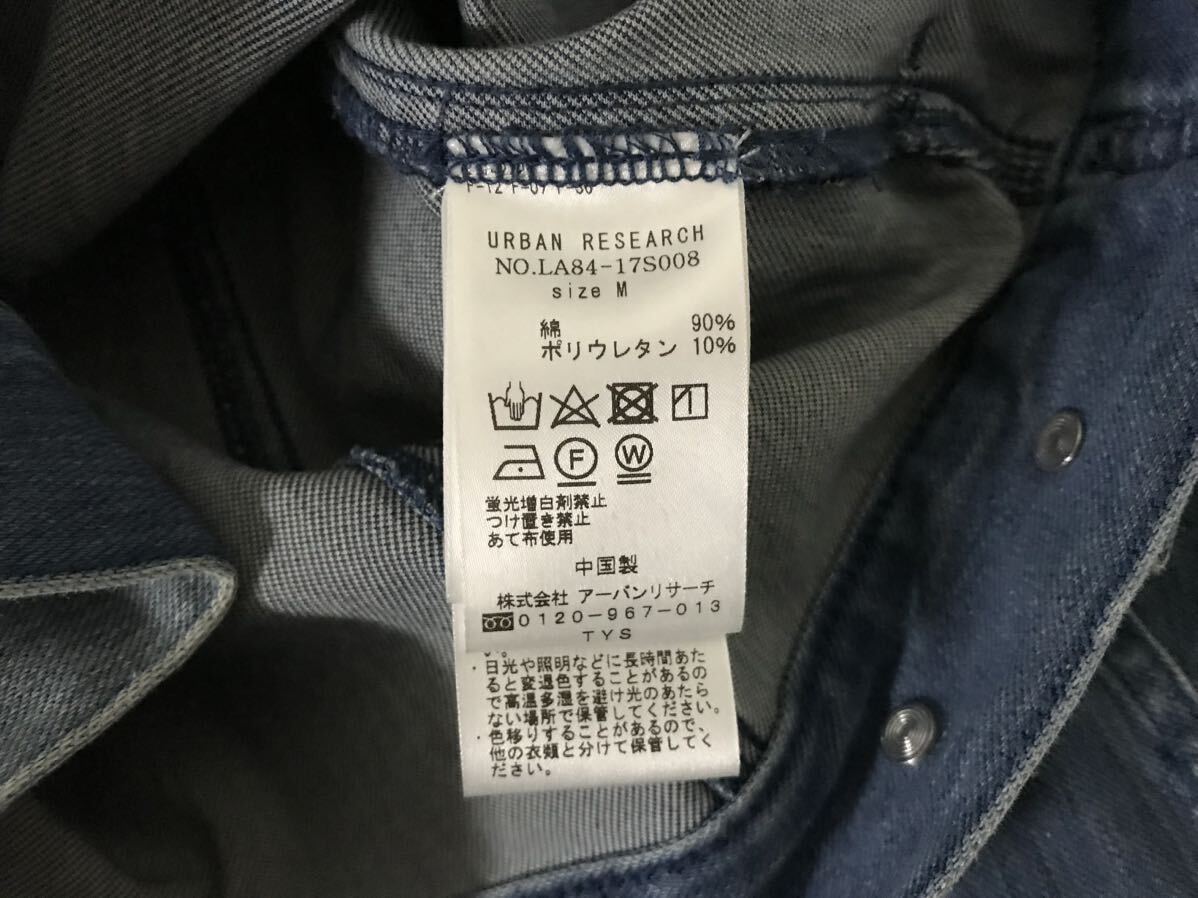 URBAN RESEARCH
NO.LA84-17S008
size M
綿 90%
ポリウレタン 10%
F
W
蛍光増白剤禁止
つけ置き禁止
あて布使用
中国製
株式会社 アーバンリサーチ
0120-967-013
TYS
い。
・日光や照明などに長時間あた
ると変退色することがあるの
で高温多湿を避け光のあたら
ない場所で保管してください。
・色移りすることがあるので、
他の衣類と分けて保管してく
ださい。